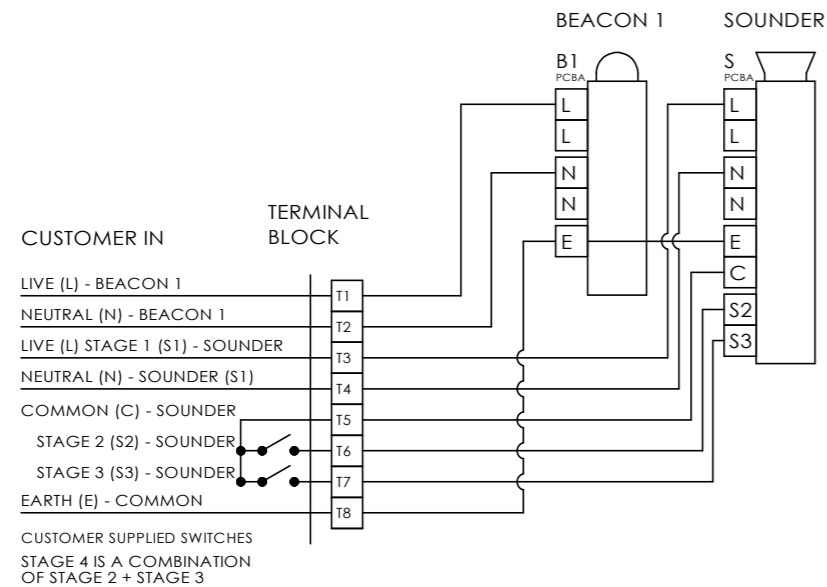 BEACON 1
SOUNDER
B1
PCBA
L
L
N
N
E
S
PCBA
L
L
N
N
E
C
S2
S3
CUSTOMER IN
TERMINAL
BLOCK
LIVE (L) - BEACON 1
T1
NEUTRAL (N) - BEACON 1
T2
LIVE (L) STAGE 1 (S1) - SOUNDER
T3
NEUTRAL (N) - SOUNDER (S1)
T4
COMMON (C) - SOUNDER
T5
STAGE 2 (S2) - SOUNDER
T6
STAGE 3 (S3) - SOUNDER
T7
EARTH (E) - COMMON
T8
CUSTOMER SUPPLIED SWITCHES
STAGE 4 IS A COMBINATION
OF STAGE 2 + STAGE 3